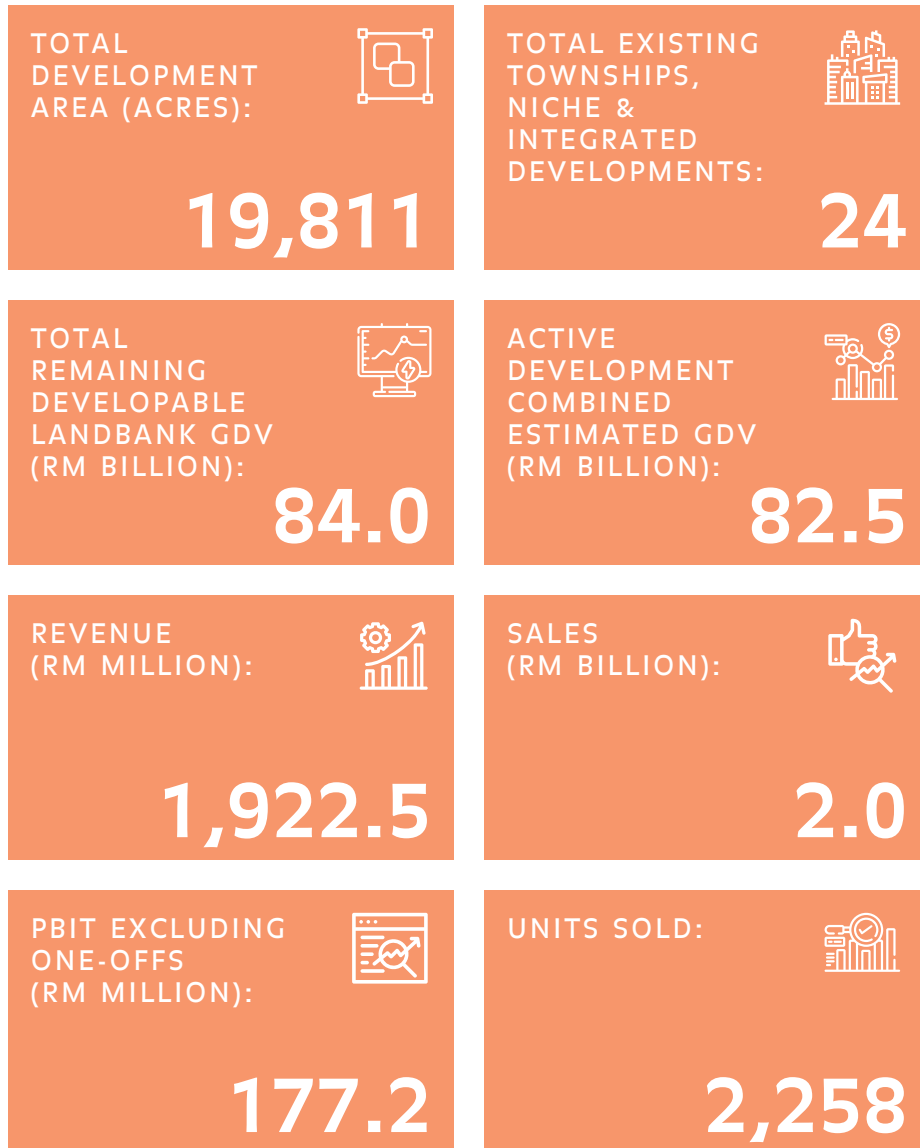 TOTAL
DEVELOPMENT
AREA (ACRES):
19,811
TOTAL EXISTING
TOWNSHIPS,
NICHE &
INTEGRATED
DEVELOPMENTS:
24
TOTAL
REMAINING
DEVELOPABLE
LANDBANK GDV
(RM BILLION):
84.0
ACTIVE
DEVELOPMENT
COMBINED
ESTIMATED GDV
(RM BILLION):
82.5
REVENUE
(RM MILLION):
1,922.5
SALES
(RM BILLION):
2.0
PBIT EXCLUDING
ONE-OFFS
(RM MILLION):
177.2
UNITS SOLD:
2,258